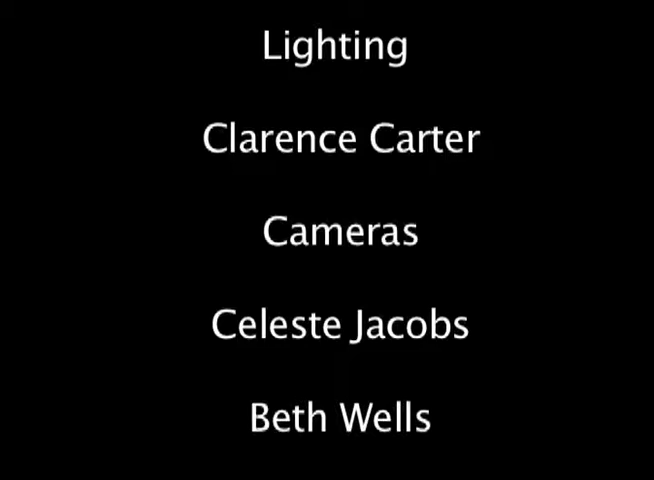 Lighting
Clarence Carter
Cameras
Celeste Jacobs
Beth Wells